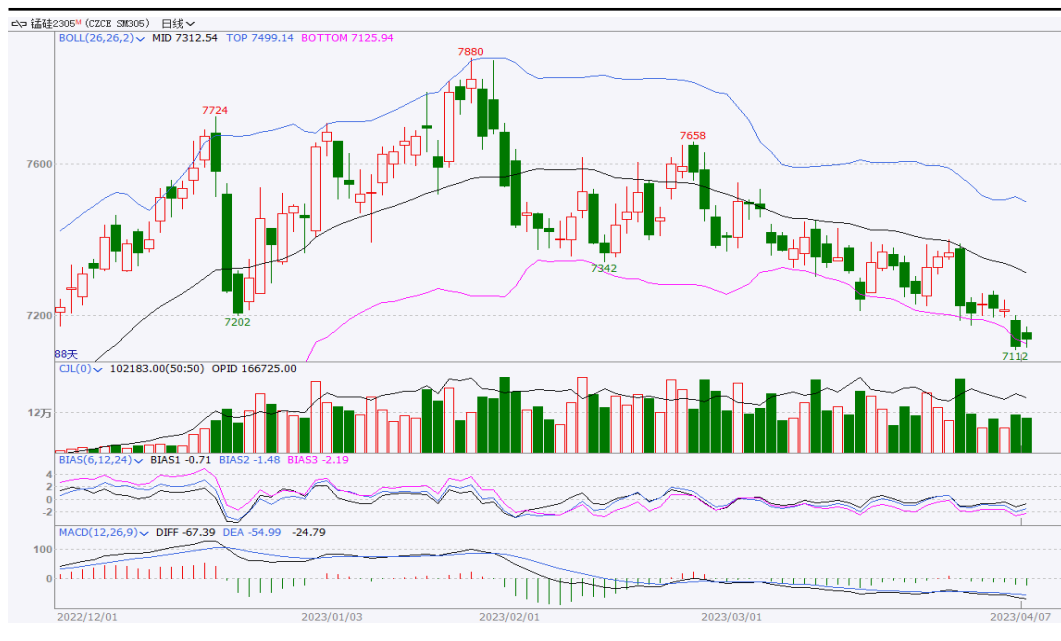 锰硅2305M (CZCE SM305) 日线
BOLL(26,26,2) MID 7312.54 TOP 7499.14 BOTTOM 7125.94
7880
7724
7658
7600
7342
7202
7200
88天
7112
CJL(0) 102183.00(50:50) OPID 166725.00
12万
BIAS(6,12,24) BIAS1 -0.71 BIAS2 -1.48 BIAS3 -2.19
4
2
0
-2
MACD(12,26,9) DIFF -67.39 DEA -54.99 -24.79
100
0
2022/12/01 2023/01/03 2023/02/01 2023/03/01 2023/04/07